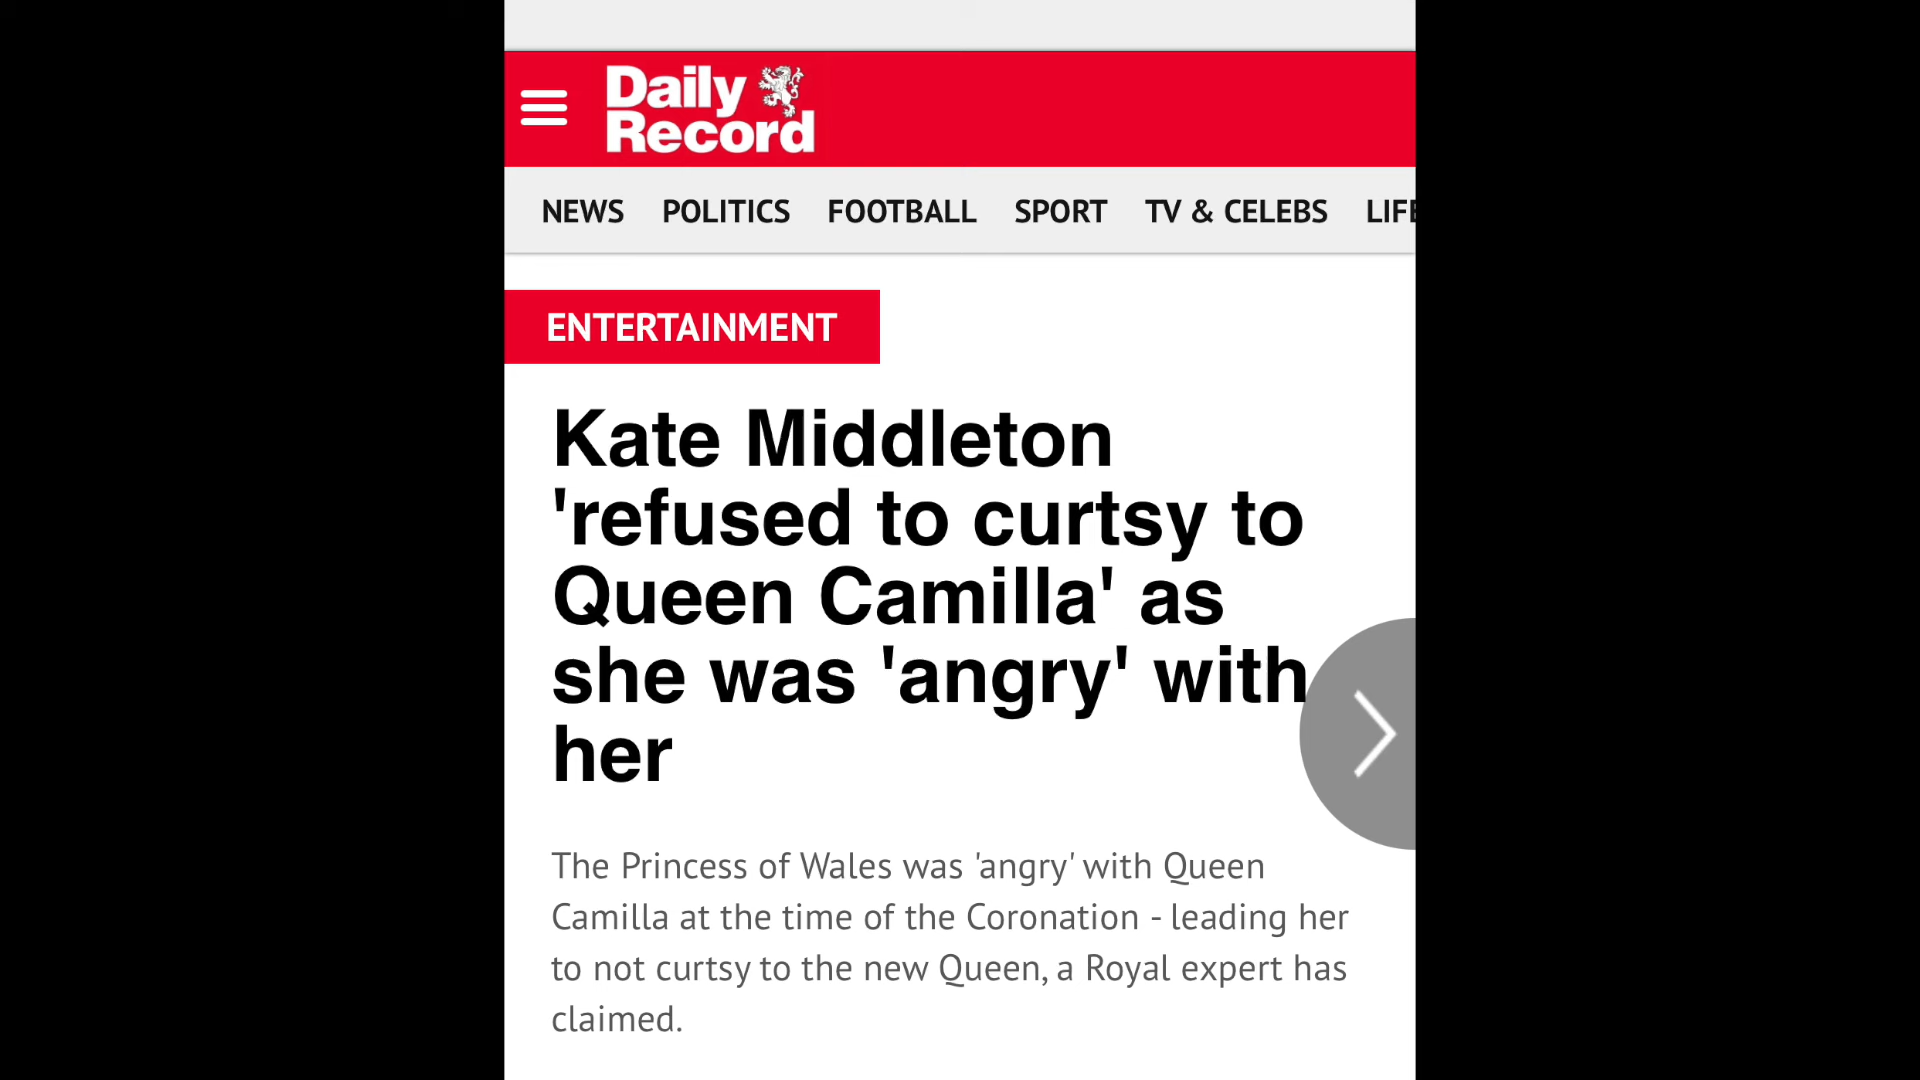 Daily
Record
NEWS POLITICS FOOTBALL SPORT TV & CELEBS LIFE
ENTERTAINMENT
Kate Middleton
'refused to curtsy to
Queen Camilla' as
she was 'angry' with
her
The Princess of Wales was 'angry' with Queen
Camilla at the time of the Coronation - leading her
to not curtsy to the new Queen, a Royal expert has
claimed.